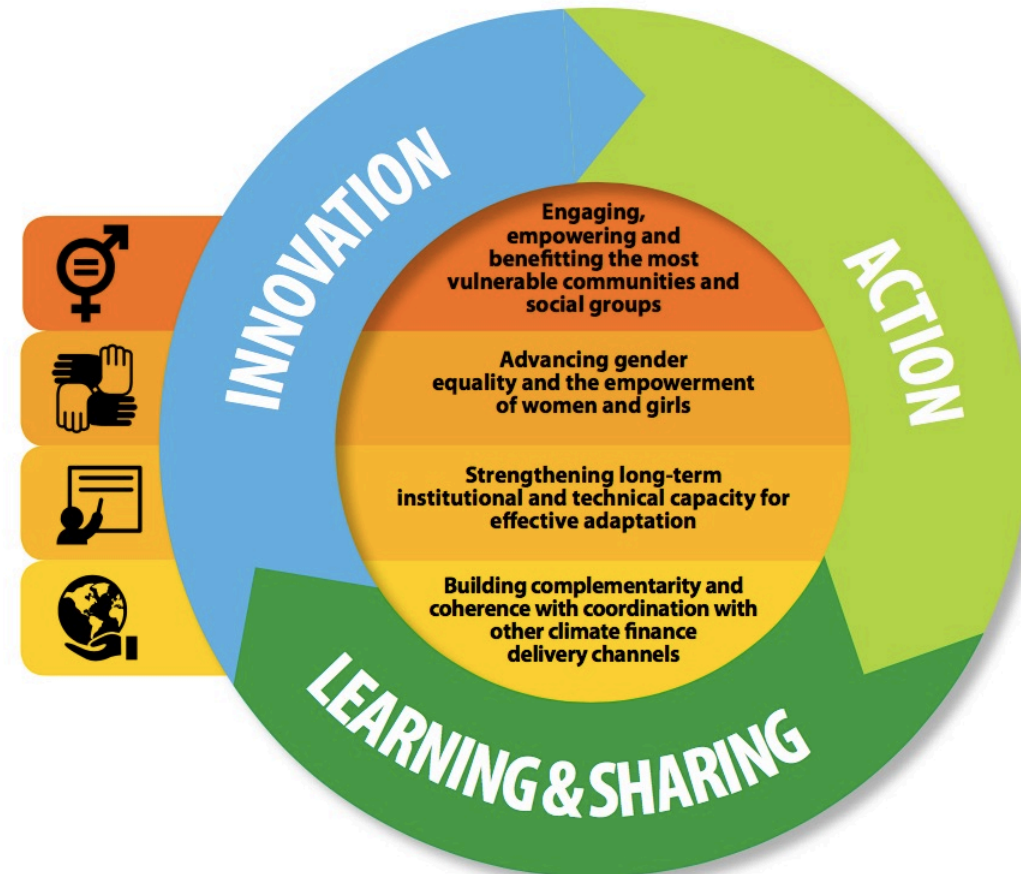 INNOVATION
ACTION
Engaging,
empowering and
benefitting the most
vulnerable communities and
social groups
Advancing gender
equality and the empowerment
of women and girls
Strengthening long-term
institutional and technical capacity for
effective adaptation
Building complementarity and
coherence with coordination with
other climate finance
delivery channels
LEARNING & SHARING